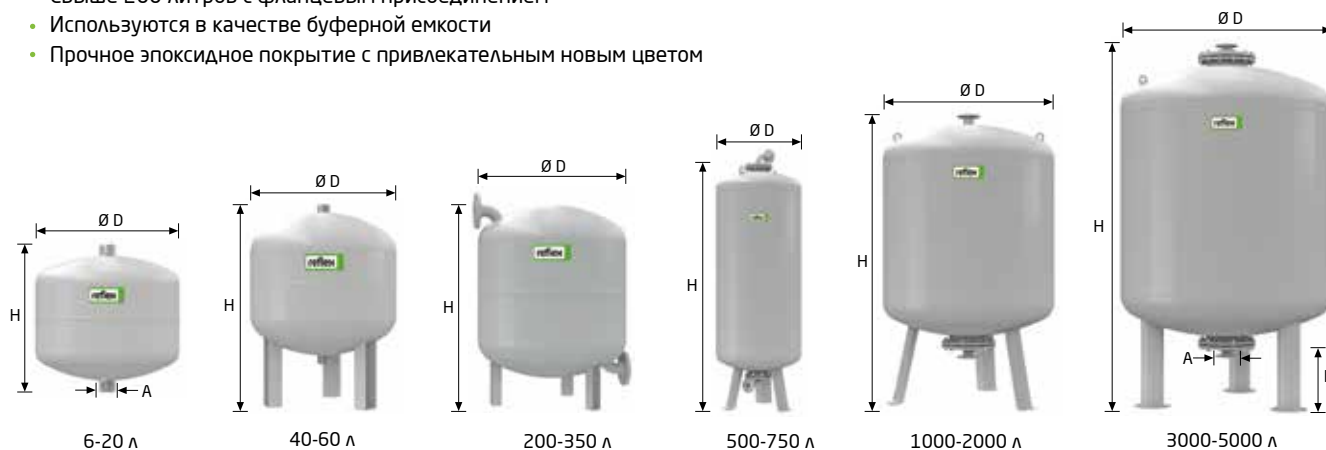 свыше 200 литров с фланцевым присоединением
• Используются в качестве буферной емкости
• Прочное эпоксидное покрытие с привлекательным новым цветом
Ø D
Ø D
Ø D
Ø D
Ø D
Ø D
H
H
H
H
H
H
reflex
reflex
reflex
reflex
reflex
reflex
A
A
6-20 л
40-60 л
200-350 л
500-750 л
1000-2000 л
3000-5000 л